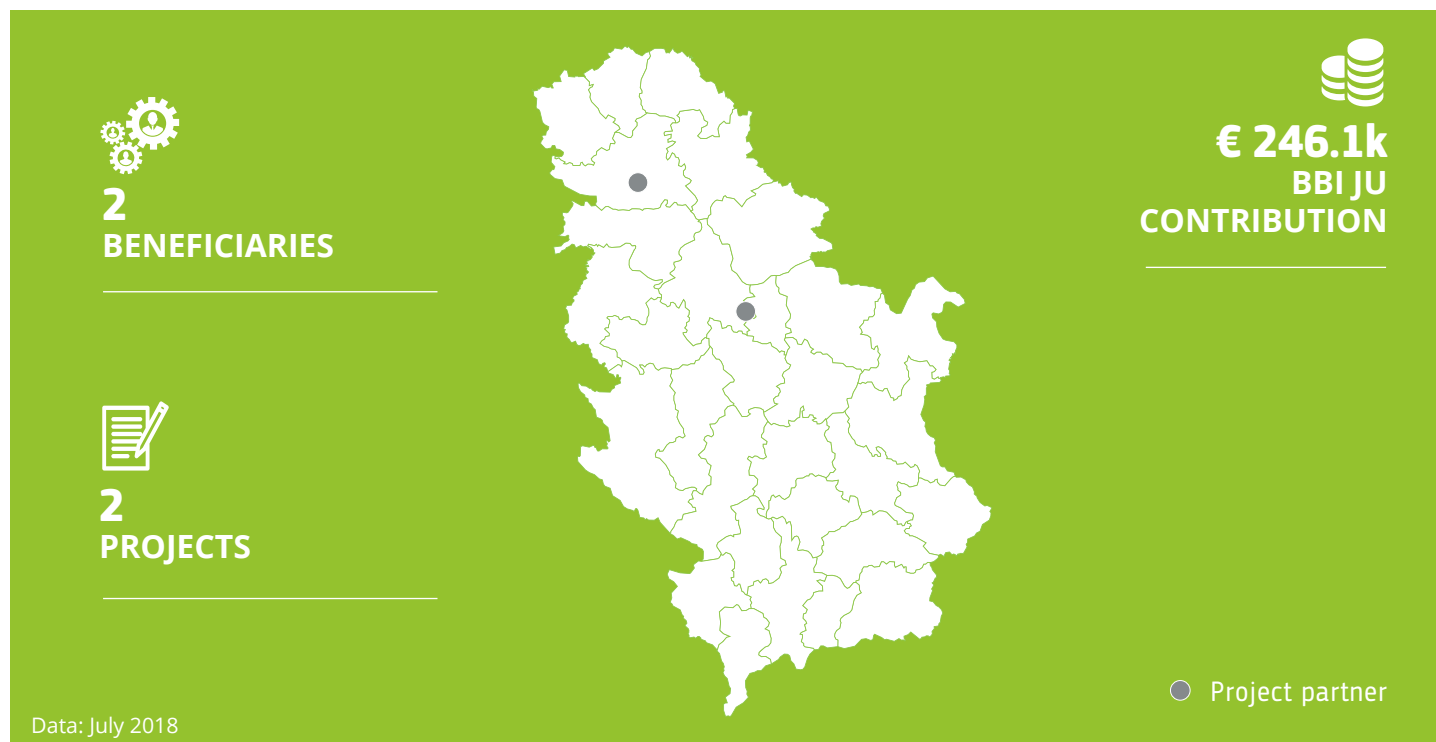 2
BENEFICIARIES
2
PROJECTS
€ 246.1k
BBI JU
CONTRIBUTION
Project partner
Data: July 2018